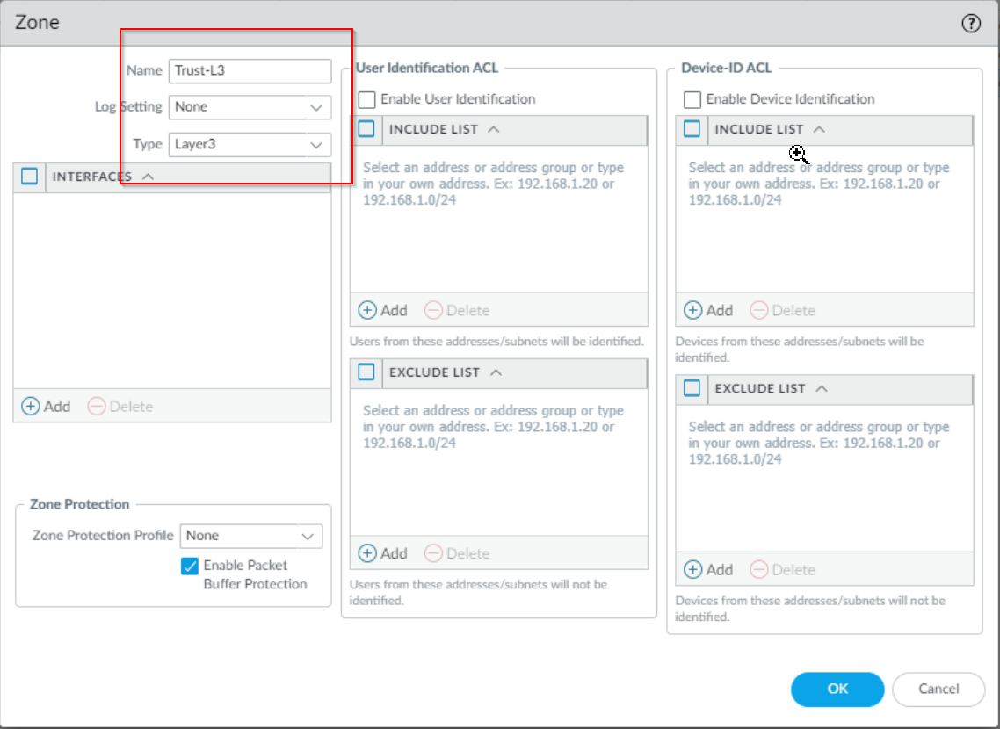 Zone
Name Trust-L3
Log Setting None
Type Layer3
INTERFACES
Add Delete
Zone Protection
Zone Protection Profile None
Enable Packet
Buffer Protection
User Identification ACL
Enable User Identification
INCLUDE LIST
Select an address or address group or type
in your own address. Ex: 192.168.1.20 or
192.168.1.0/24
Add Delete
Users from these addresses/subnets will be identified.
EXCLUDE LIST
Select an address or address group or type
in your own address. Ex: 192.168.1.20 or
192.168.1.0/24
Add Delete
Users from these addresses/subnets will not be
identified.
Device-ID ACL
Enable Device Identification
INCLUDE LIST
Select an address or address group or type
in your own address. Ex: 192.168.1.20 or
192.168.1.0/24
Add Delete
Devices from these addresses/subnets will be
identified.
EXCLUDE LIST
Select an address or address group or type
in your own address. Ex: 192.168.1.20 or
192.168.1.0/24
Add Delete
Devices from these addresses/subnets will not be
identified.
OK Cancel